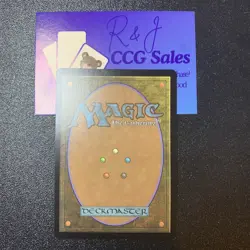 R & J
CCG Sales
MAGIC
The Gathering
DECKMASTER